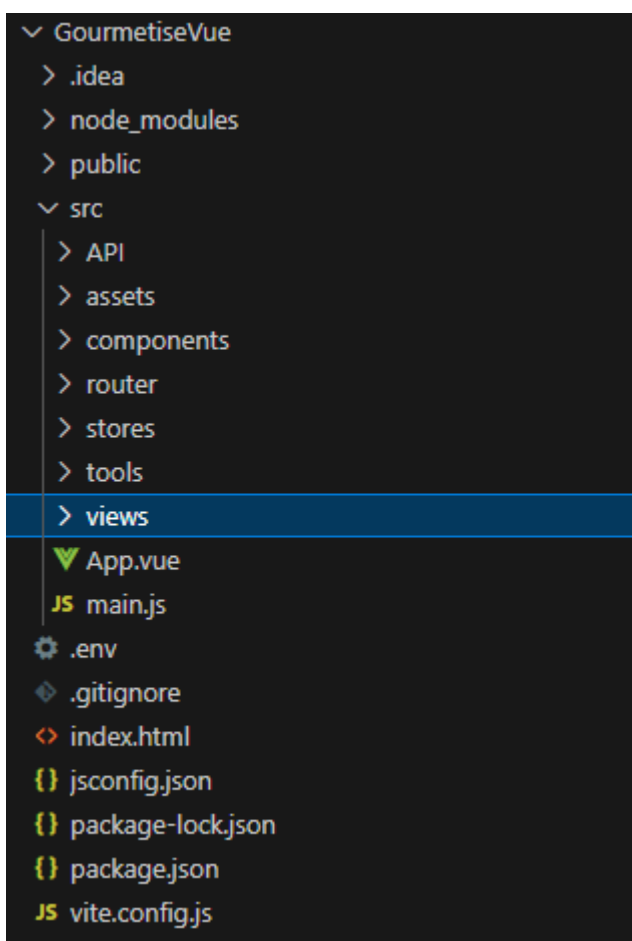 GourmetiseVue
.idea
node_modules
public
src
API
assets
components
router
stores
tools
views
App.vue
JS main.js
.env
.gitignore
index.html
{} jsconfig.json
{} package-lock.json
{} package.json
JS vite.config.js